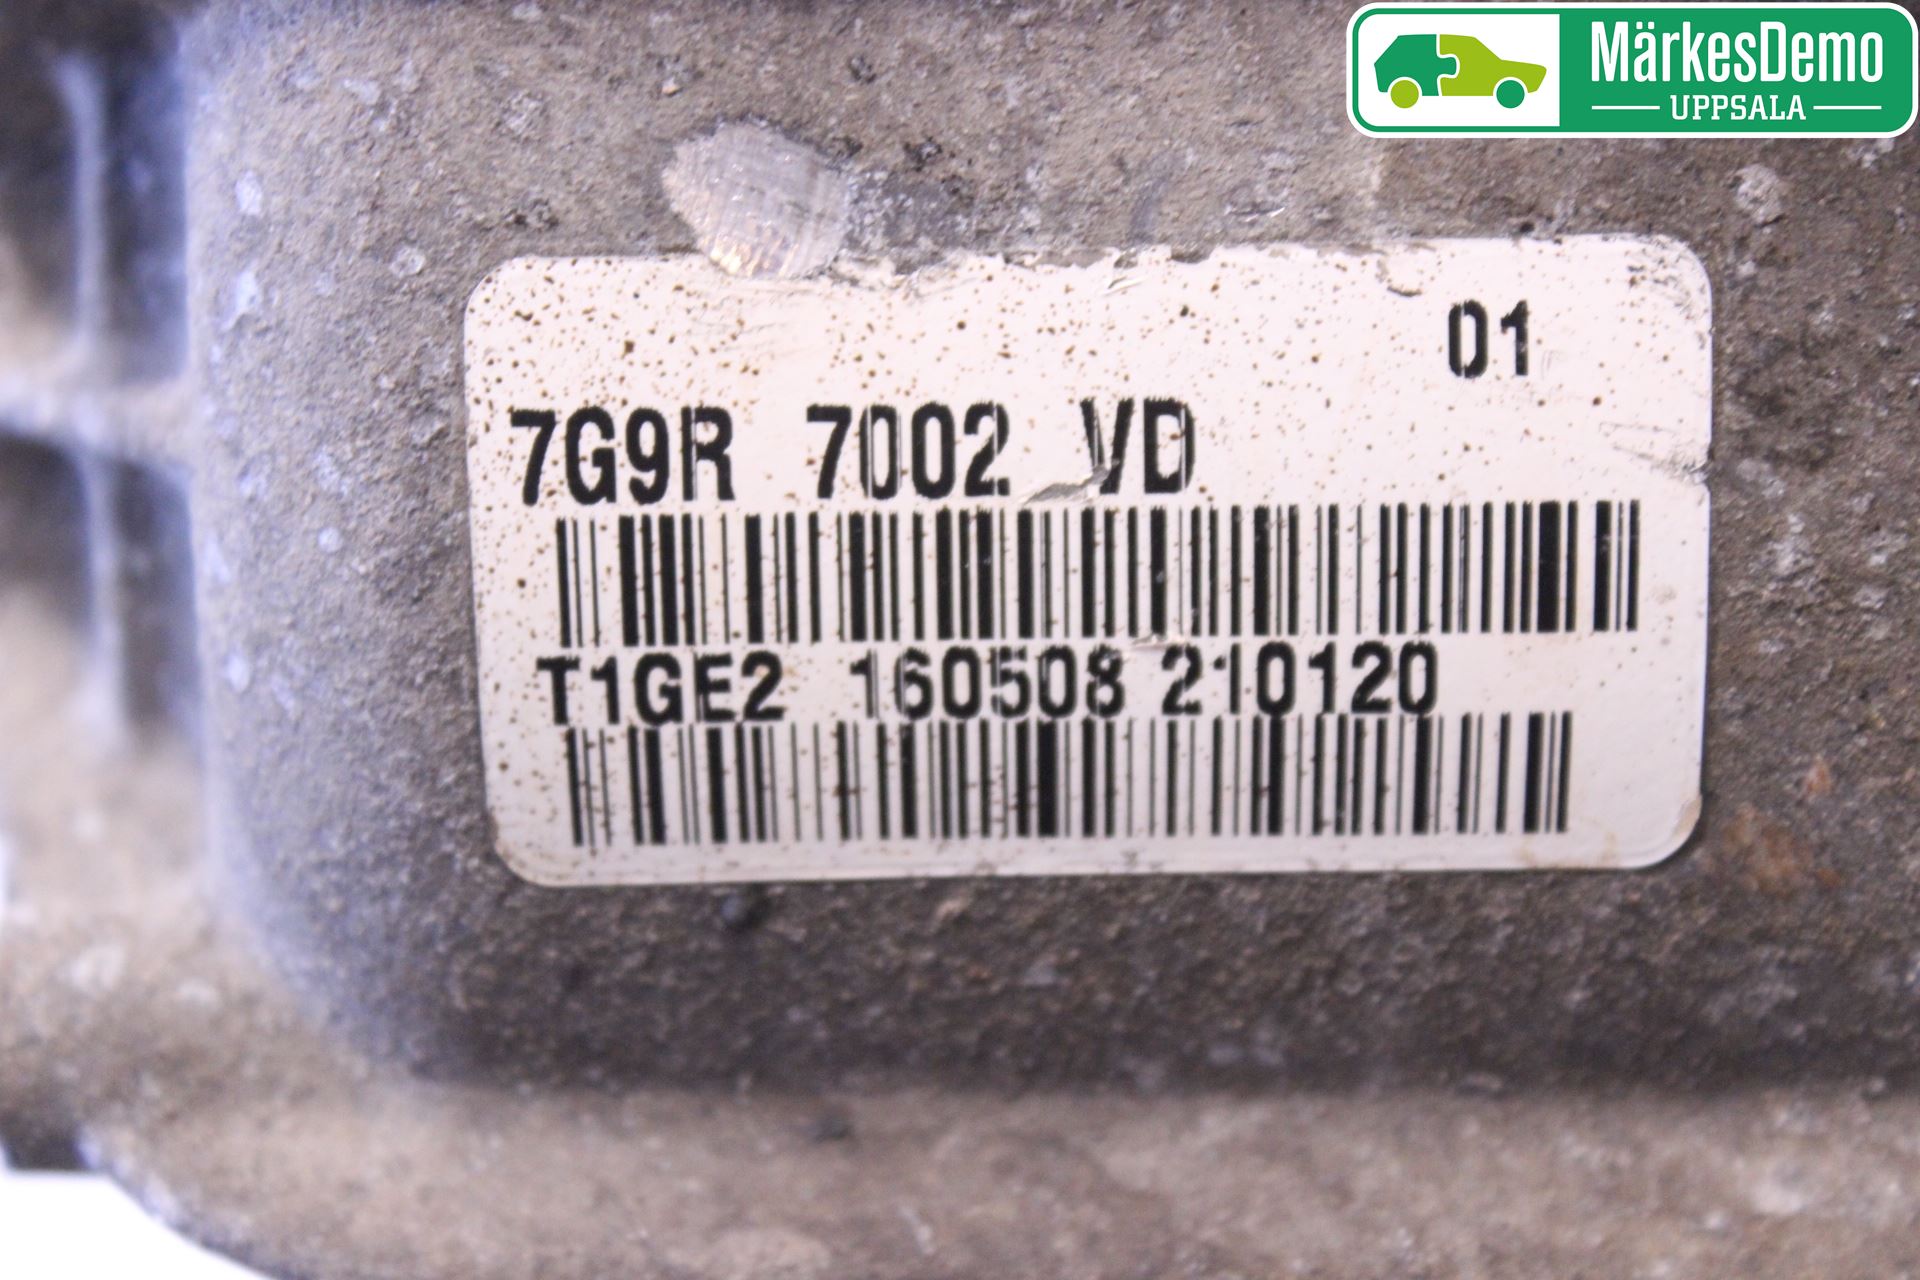 MärkesDemo
UPPSALA
01
7G9R 7002 VD
T1GE2 160508 210120